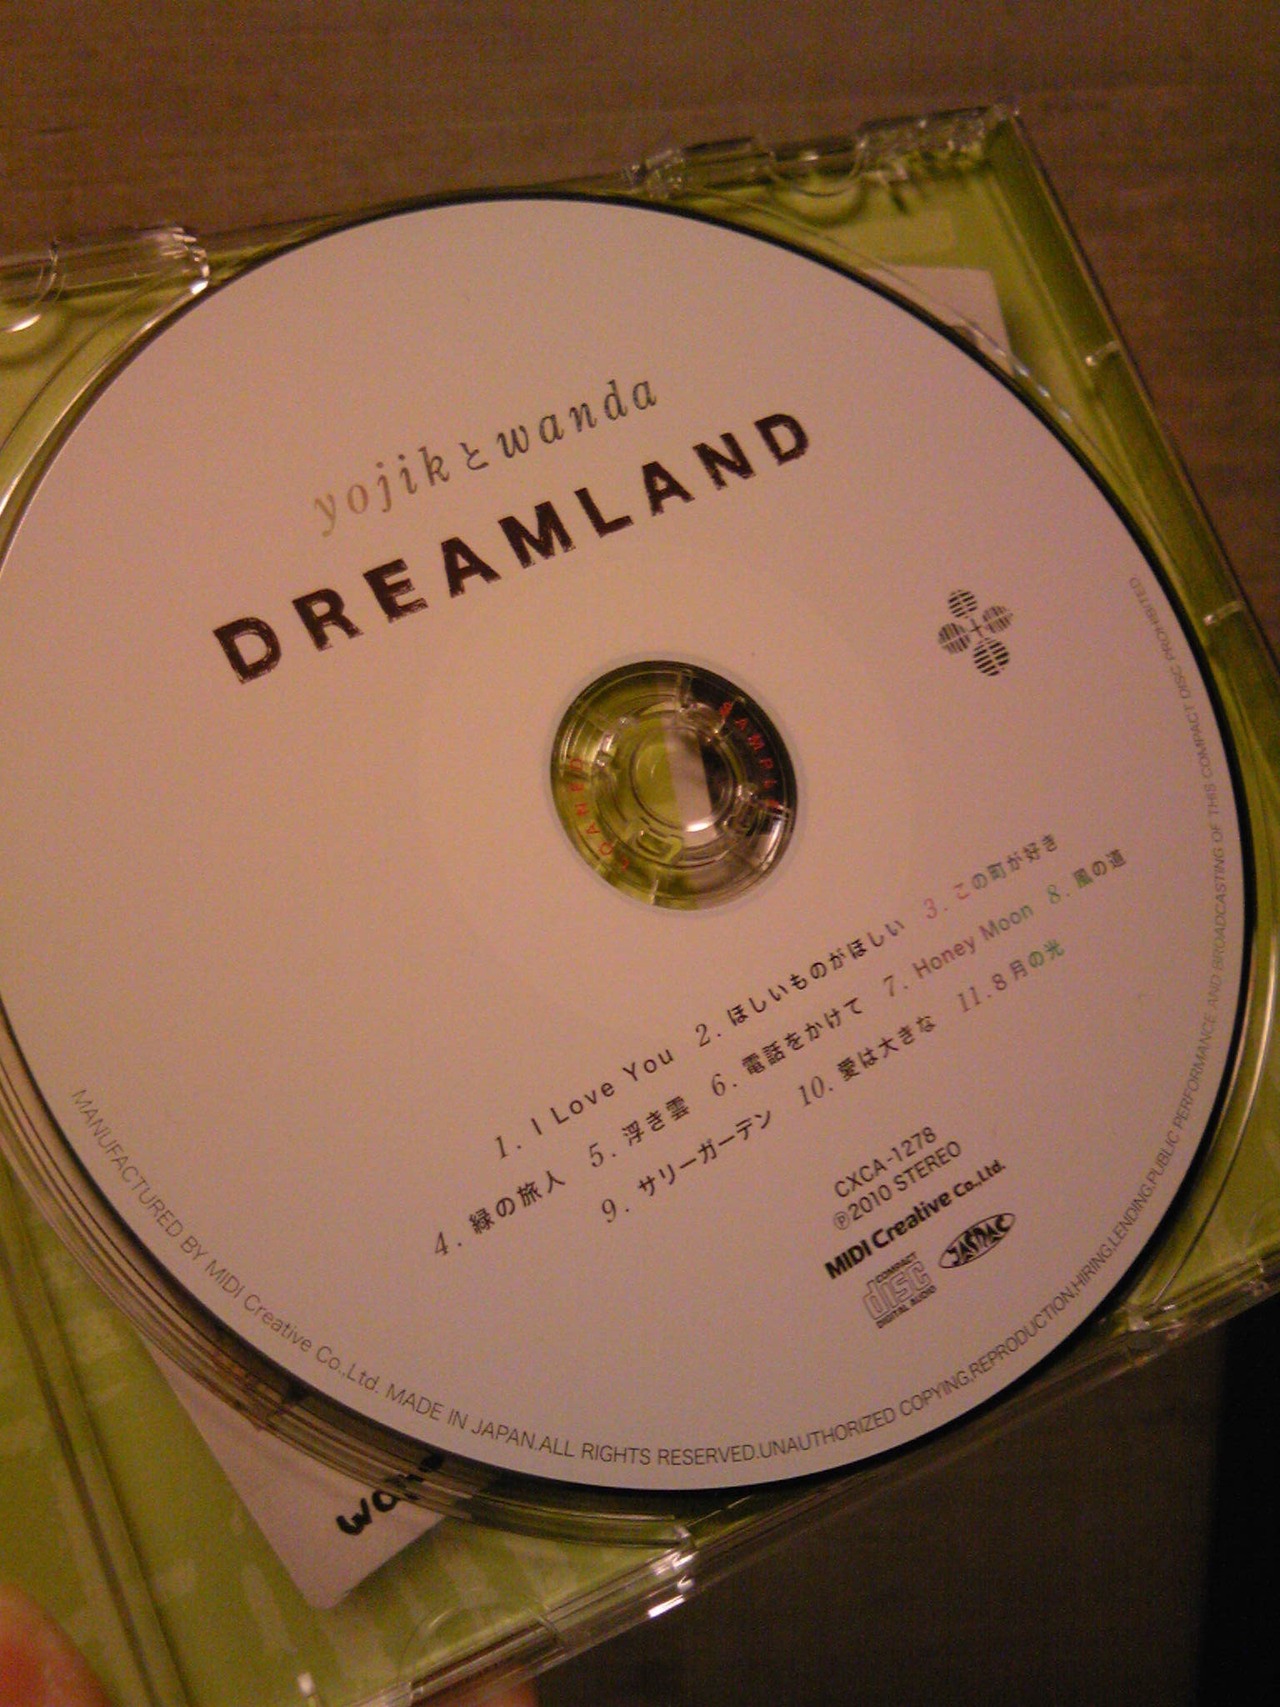 yojikとwanda
DREAMLAND
SAMPLE
LOANED
1. I Love You 2. ほしいものがほしい 3. この町が好き
4. 緑の旅人 5. 浮き雲 6. 電話をかけて 7. Honey Moon 8. 風の道
9. サリーガーデン 10. 愛は大きな 11. 8月の光
CXCA-1278
Ⓟ2010 STEREO
MIDI Creative Co.,Ltd.
COMPACT
disc
DIGITAL AUDIO
JASRAC
MANUFACTURED BY MIDI Creative Co.,Ltd. MADE IN JAPAN.ALL RIGHTS RESERVED.UNAUTHORIZED COPYING,REPRODUCTION,HIRING,LENDING,PUBLIC PERFORMANCE AND BROADCASTING OF THIS COMPACT DISC PROHIBITED